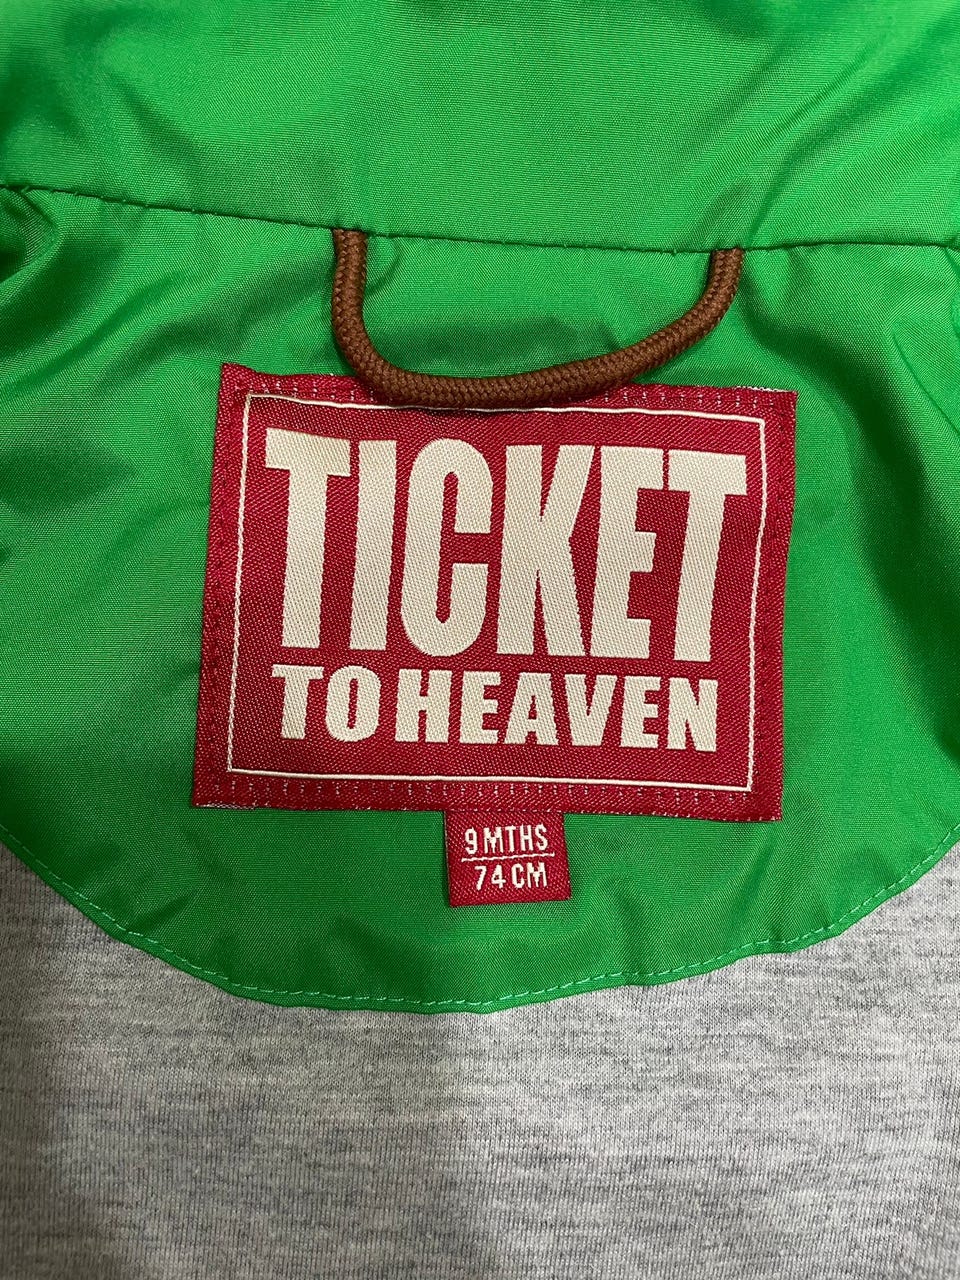 TICKET
TO HEAVEN
9 MTHS
74 CM